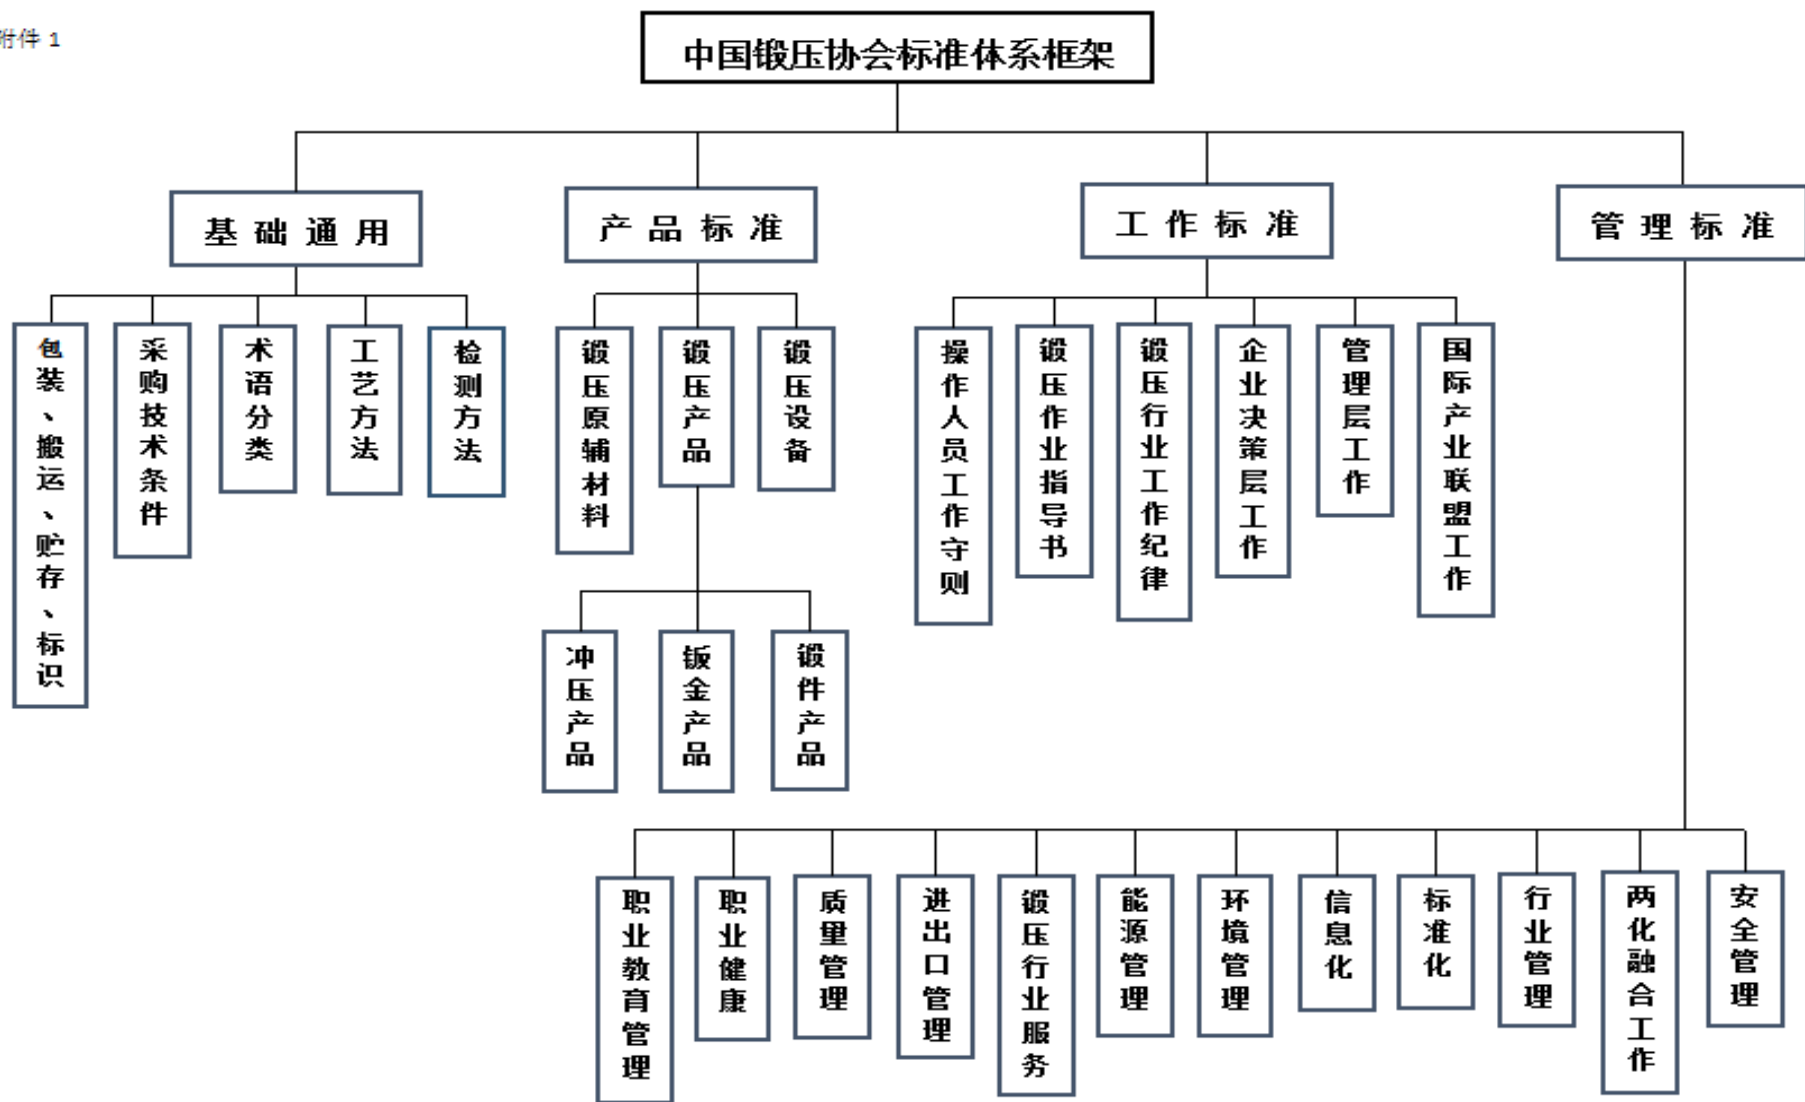 附件 1
中国锻压协会标准体系框架
基础通用
产品标准
工作标准
管理标准
包装、搬运、贮存、标识
采购技术条件
术语分类
工艺方法
检测方法
锻压原辅材料
锻压产品
锻压设备
操作人员工作守则
锻压作业指导书
锻压行业工作纪律
企业决策层工作
管理层工作
国际产业联盟工作
冲压产品
钣金产品
锻件产品
职业教育管理
职业健康
质量管理
进出口管理
锻压行业服务
能源管理
环境管理
信息化
标准化
行业管理
两化融合工作
安全管理